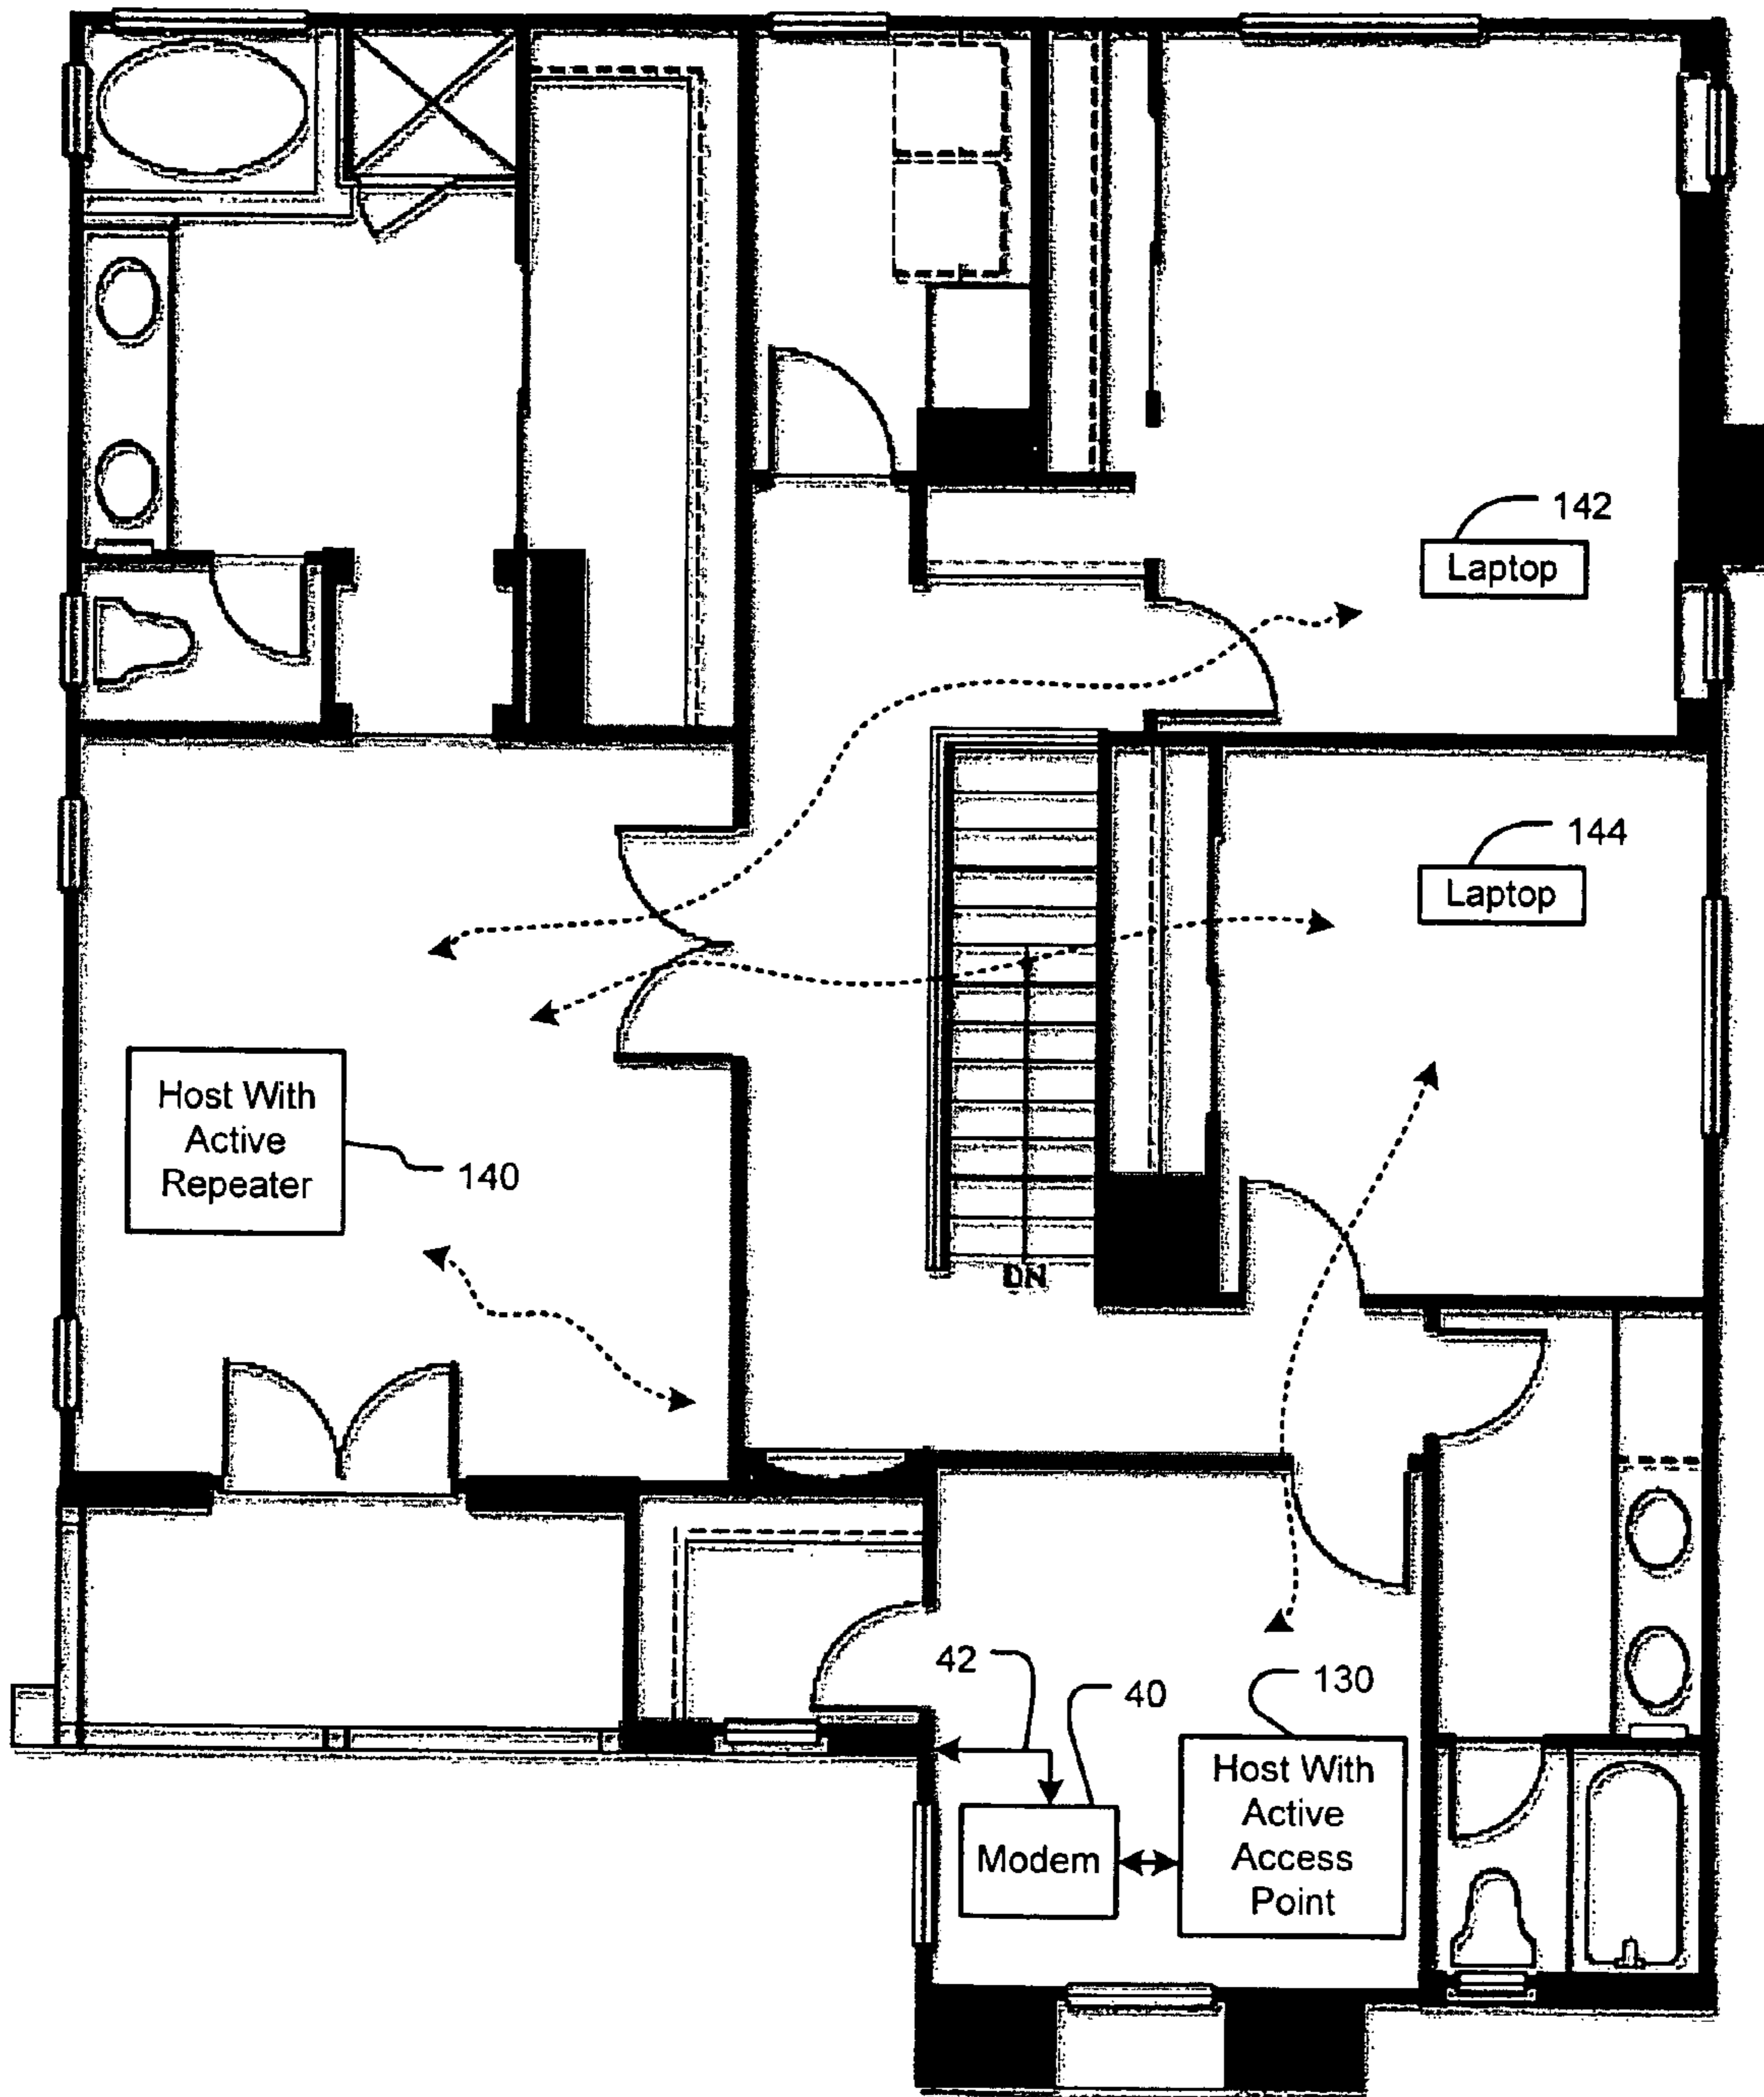 142
Laptop
144
Laptop
Host With
Active
Repeater
140
DN
42
40
130
Modem
Host With
Active
Access
Point